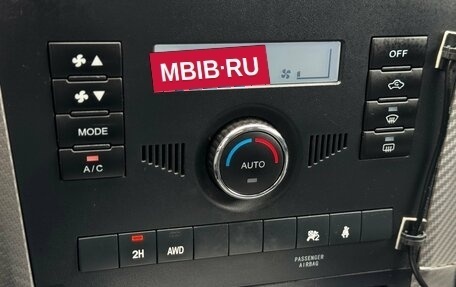 MBIB·RU
OFF
MODE
A/C
AUTO
2H
AWD
PASSENGER
AIRBAG